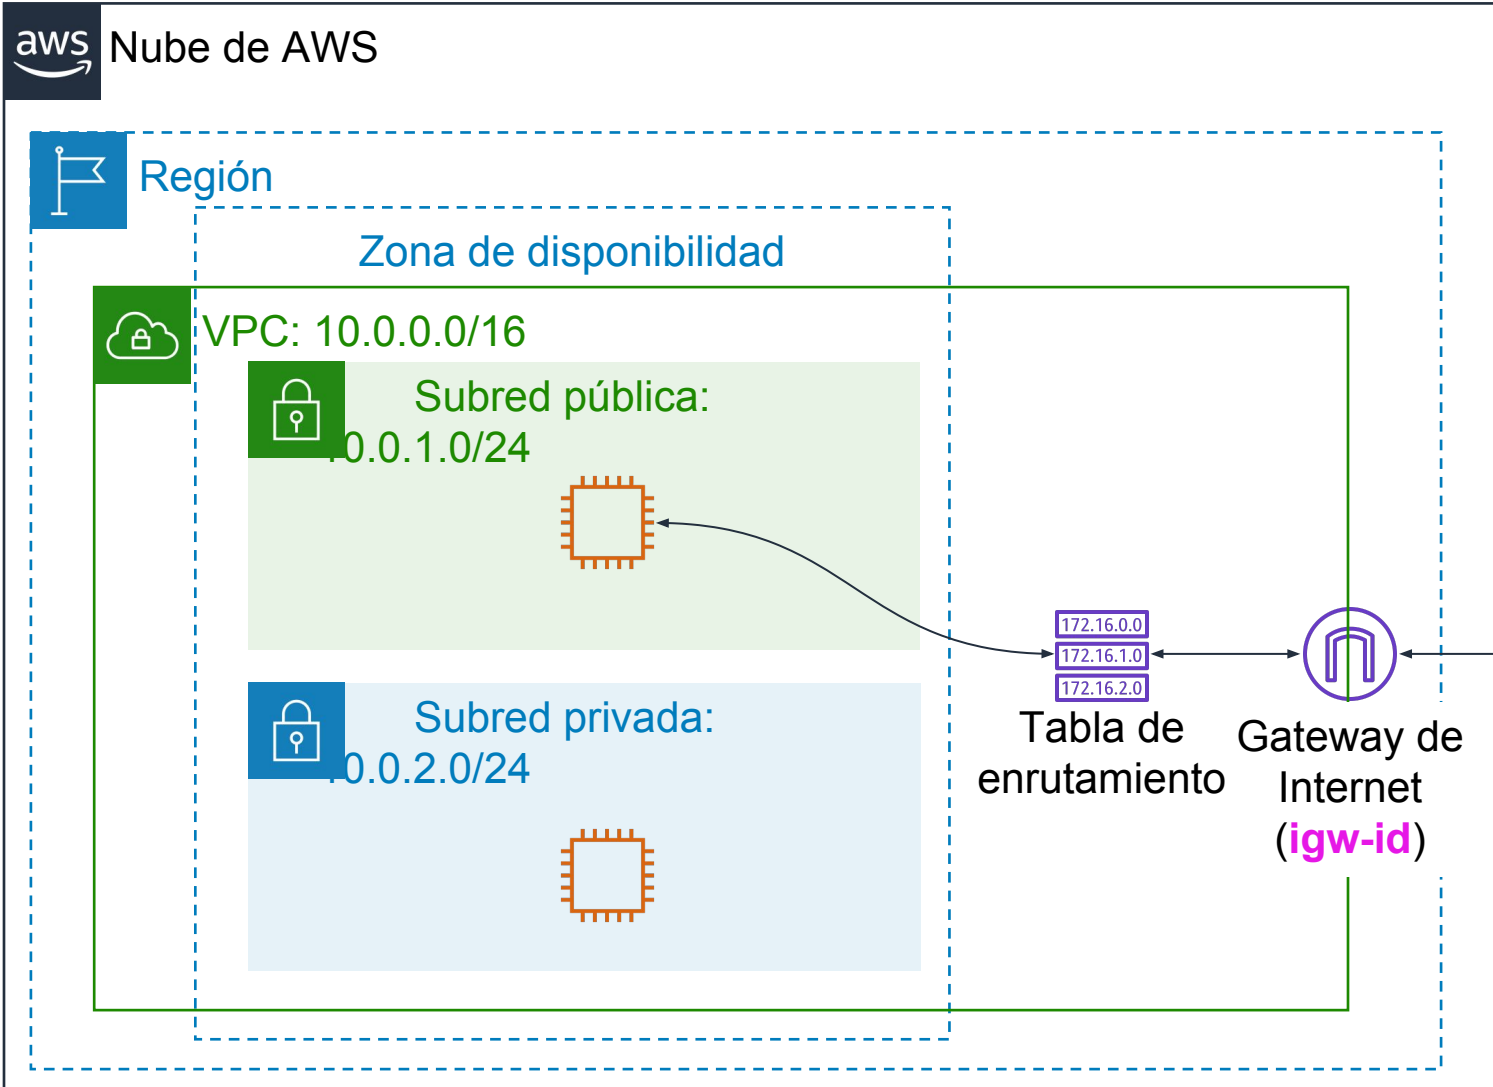 aws Nube de AWS
Región
Zona de disponibilidad
VPC: 10.0.0.0/16
Subred pública:
10.0.1.0/24
172.16.0.0
172.16.1.0
172.16.2.0
Subred privada:
10.0.2.0/24
Tabla de
enrutamiento
Gateway de
Internet
(igw-id)